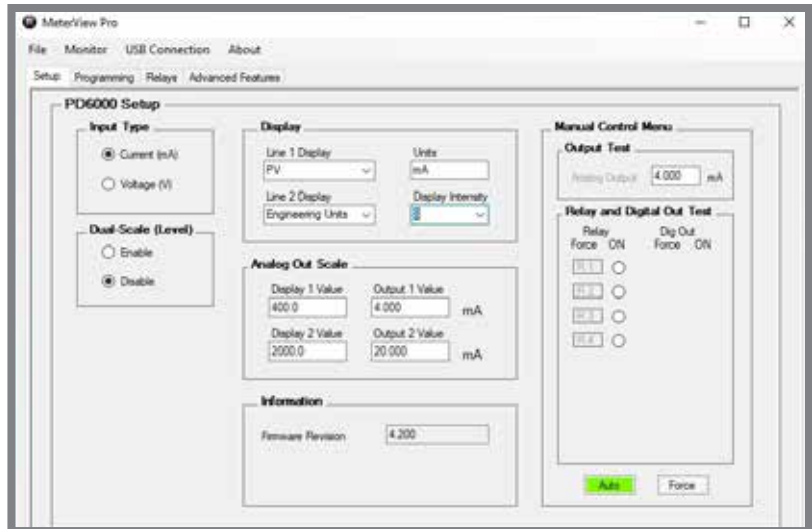 MeterView Pro
File Monitor USB Connection About
Setup Programming Relays Advanced Features
PD6000 Setup
Input Type
Current (mA)
Voltage (V)
Dual-Scale (Level)
Enable
Disable
Display
Line 1 Display Units
PV mA
Line 2 Display Display Intensity
Engineering Units
Analog Out Scale
Display 1 Value Output 1 Value
400.0 4.000 mA
Display 2 Value Output 2 Value
2000.0 20.000 mA
Information
Firmware Revision 4.200
Manual Control Menu
Output Test
Analog Output 4.000 mA
Relay and Digital Out Test
Relay Dig Out
Force ON Force ON
Auto Force